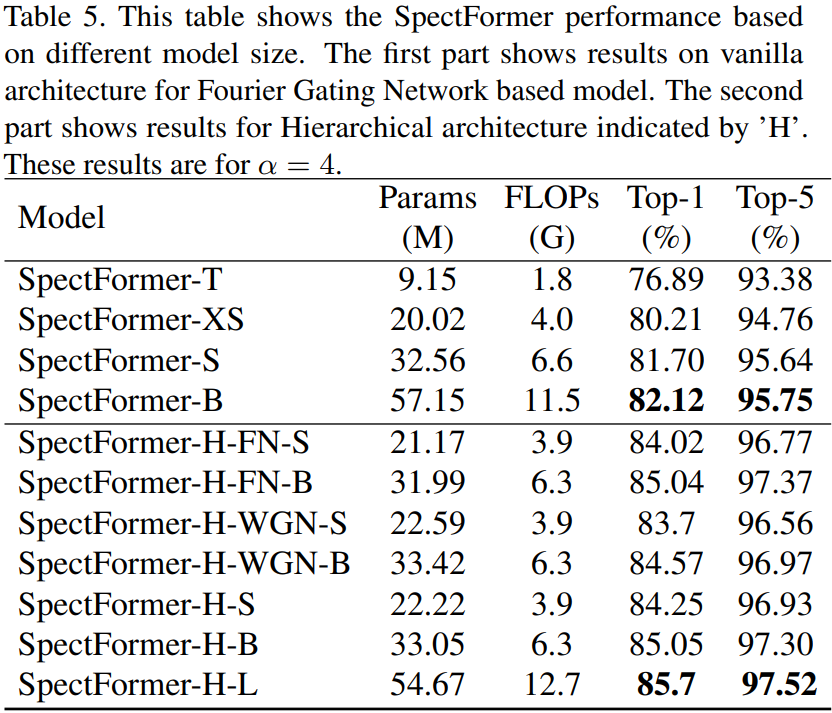 Table 5. This table shows the SpectFormer performance based
on different model size. The first part shows results on vanilla
architecture for Fourier Gating Network based model. The second
part shows results for Hierarchical architecture indicated by ’H’.
These results are for α = 4.
Model Params (M) FLOPs (G) Top-1 (%) Top-5 (%)
SpectFormer-T 9.15 1.8 76.89 93.38
SpectFormer-XS 20.02 4.0 80.21 94.76
SpectFormer-S 32.56 6.6 81.70 95.64
SpectFormer-B 57.15 11.5 82.12 95.75
SpectFormer-H-FN-S 21.17 3.9 84.02 96.77
SpectFormer-H-FN-B 31.99 6.3 85.04 97.37
SpectFormer-H-WGN-S 22.59 3.9 83.7 96.56
SpectFormer-H-WGN-B 33.42 6.3 84.57 96.97
SpectFormer-H-S 22.22 3.9 84.25 96.93
SpectFormer-H-B 33.05 6.3 85.05 97.30
SpectFormer-H-L 54.67 12.7 85.7 97.52